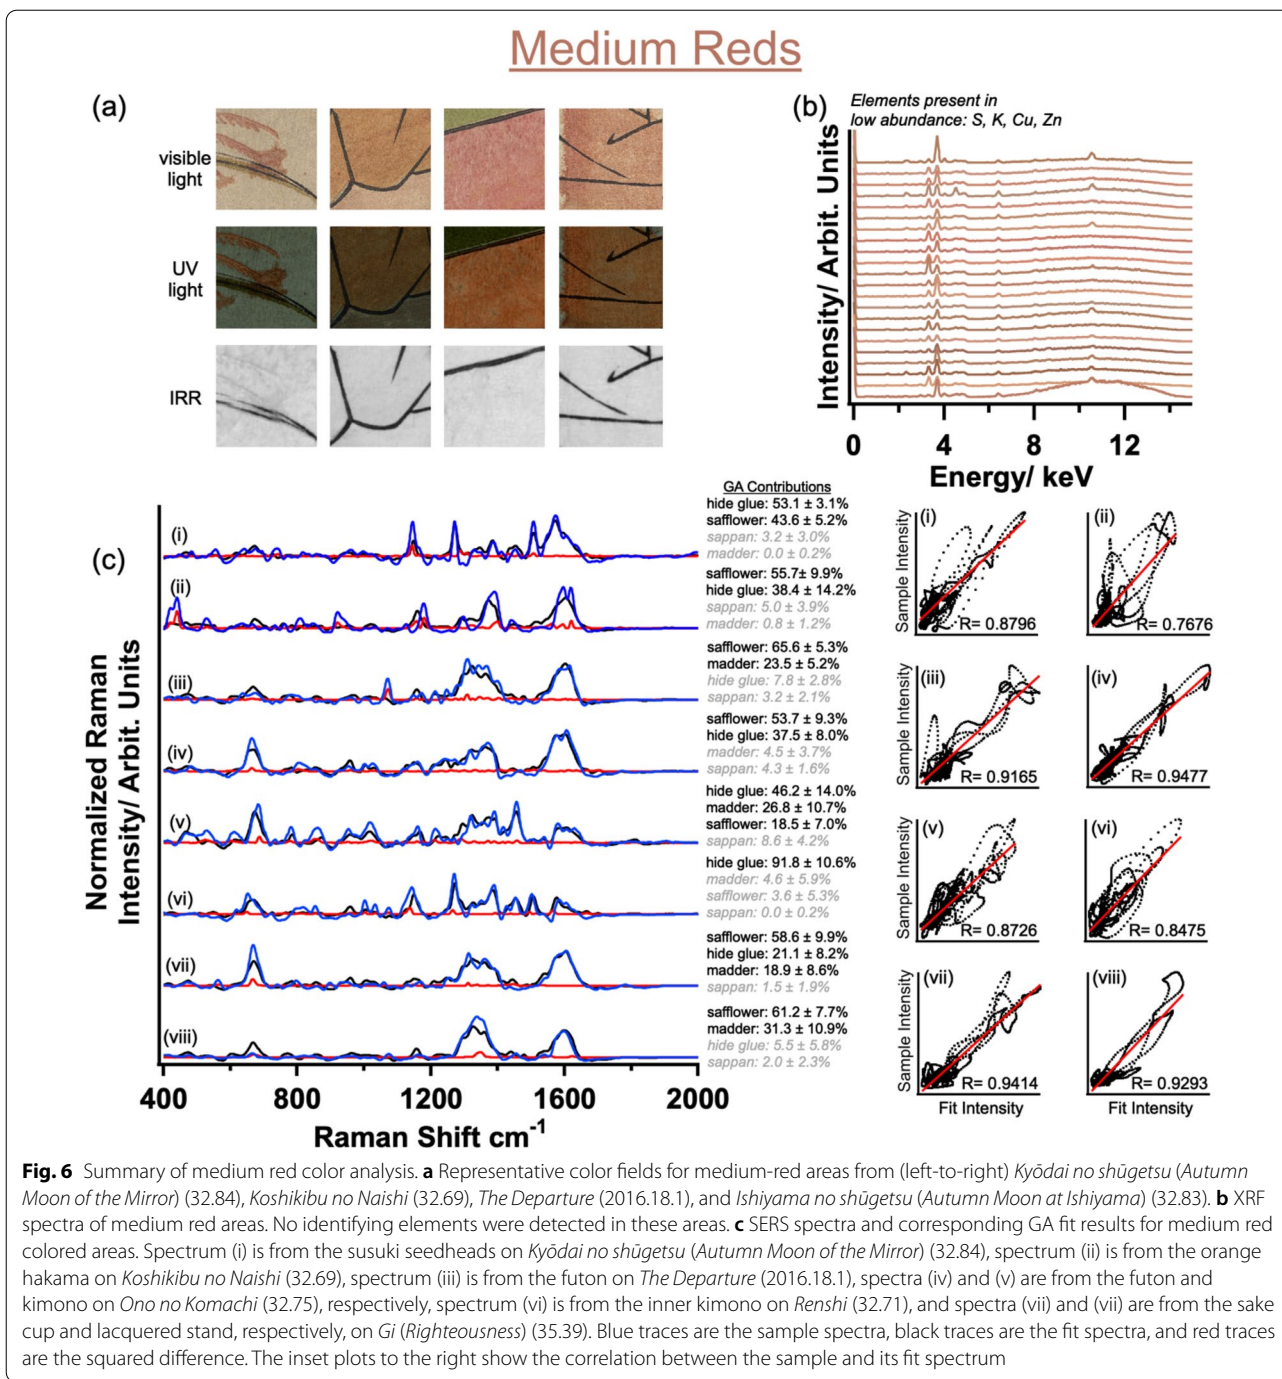 Medium Reds
(a)
visible
light
UV
light
IRR
(b)
Elements present in
low abundance: S, K, Cu, Zn
Intensity/ Arbit. Units
0 4 8 12
Energy/ keV
(c)
Normalized Raman
Intensity/ Arbit. Units
GA Contributions
(i)
hide glue: 53.1 ± 3.1%
safflower: 43.6 ± 5.2%
sappan: 3.2 ± 3.0%
madder: 0.0 ± 0.2%
(ii)
safflower: 55.7± 9.9%
hide glue: 38.4 ± 14.2%
sappan: 5.0 ± 3.9%
madder: 0.8 ± 1.2%
(iii)
safflower: 65.6 ± 5.3%
madder: 23.5 ± 5.2%
hide glue: 7.8 ± 2.8%
sappan: 3.2 ± 2.1%
(iv)
safflower: 53.7 ± 9.3%
hide glue: 37.5 ± 8.0%
madder: 4.5 ± 3.7%
sappan: 4.3 ± 1.6%
(v)
hide glue: 46.2 ± 14.0%
madder: 26.8 ± 10.7%
safflower: 18.5 ± 7.0%
sappan: 8.6 ± 4.2%
(vi)
hide glue: 91.8 ± 10.6%
madder: 4.6 ± 5.9%
safflower: 3.6 ± 5.3%
sappan: 0.0 ± 0.2%
(vii)
safflower: 58.6 ± 9.9%
hide glue: 21.1 ± 8.2%
madder: 18.9 ± 8.6%
sappan: 1.5 ± 1.9%
(viii)
safflower: 61.2 ± 7.7%
madder: 31.3 ± 10.9%
hide glue: 5.5 ± 5.8%
sappan: 2.0 ± 2.3%
400 800 1200 1600 2000
Raman Shift cm-1
Sample Intensity
(i)
R= 0.8796
(ii)
R= 0.7676
Sample Intensity
(iii)
R= 0.9165
(iv)
R= 0.9477
Sample Intensity
(v)
R= 0.8726
(vi)
R= 0.8475
Sample Intensity
(vii)
R= 0.9414
(viii)
R= 0.9293
Fit Intensity
Fit Intensity
Fig. 6 Summary of medium red color analysis. a Representative color fields for medium-red areas from (left-to-right) Kyōdai no shūgetsu (Autumn
Moon of the Mirror) (32.84), Koshikibu no Naishi (32.69), The Departure (2016.18.1), and Ishiyama no shūgetsu (Autumn Moon at Ishiyama) (32.83). b XRF
spectra of medium red areas. No identifying elements were detected in these areas. c SERS spectra and corresponding GA fit results for medium red
colored areas. Spectrum (i) is from the susuki seedheads on Kyōdai no shūgetsu (Autumn Moon of the Mirror) (32.84), spectrum (ii) is from the orange
hakama on Koshikibu no Naishi (32.69), spectrum (iii) is from the futon on The Departure (2016.18.1), spectra (iv) and (v) are from the futon and
kimono on Ono no Komachi (32.75), respectively, spectrum (vi) is from the inner kimono on Renshi (32.71), and spectra (vii) and (vii) are from the sake
cup and lacquered stand, respectively, on Gi (Righteousness) (35.39). Blue traces are the sample spectra, black traces are the fit spectra, and red traces
are the squared difference. The inset plots to the right show the correlation between the sample and its fit spectrum